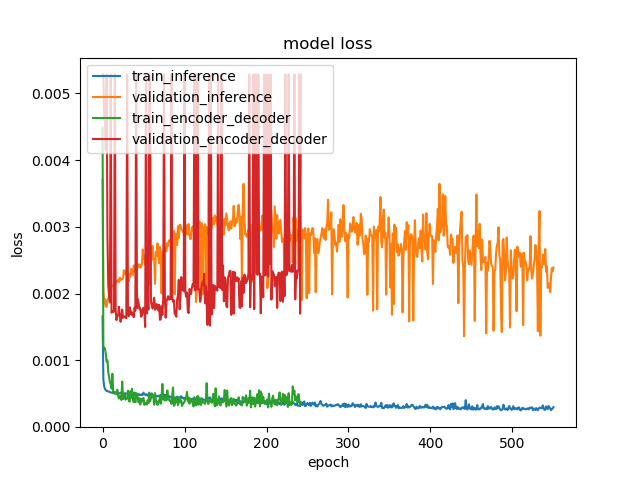 model loss
train_inference
validation_inference
train_encoder_decoder
validation_encoder_decoder
loss
0.005
0.004
0.003
0.002
0.001
0.000
0 100 200 300 400 500
epoch